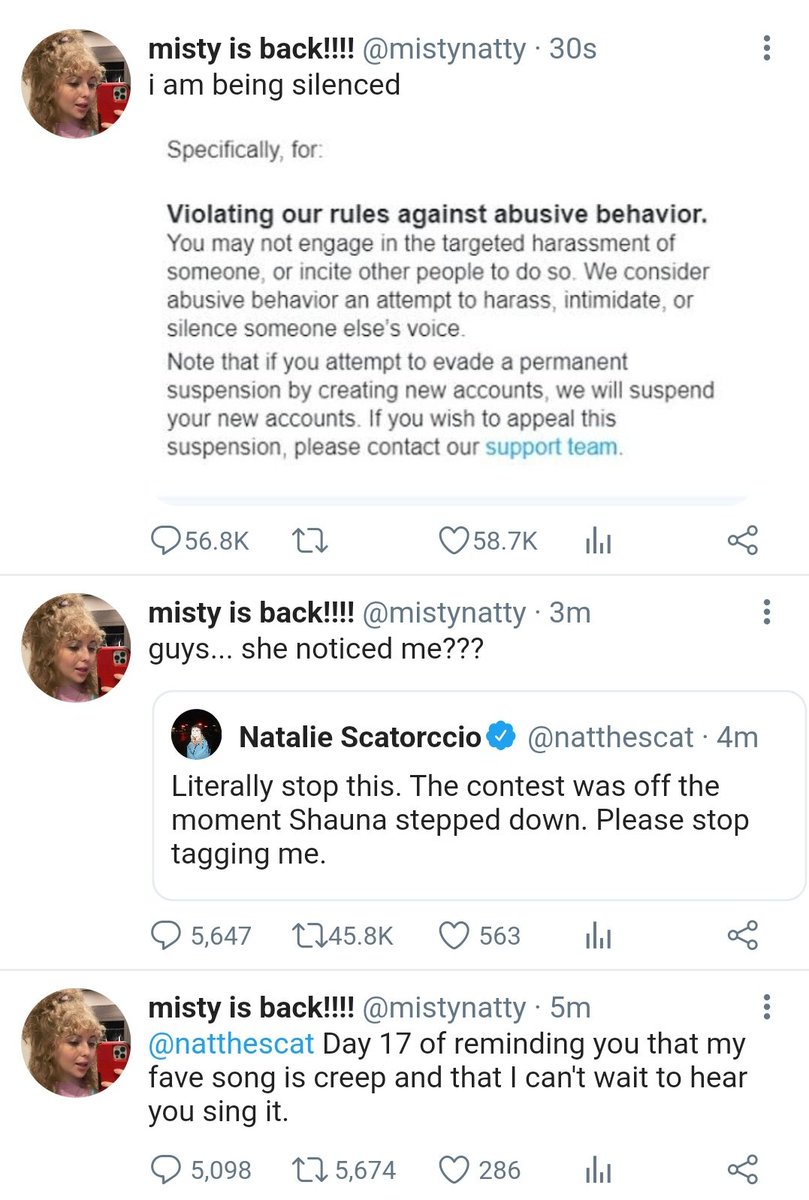 misty is back!!!! @mistynatty · 30s
i am being silenced
Specifically, for:
Violating our rules against abusive behavior.
You may not engage in the targeted harassment of
someone, or incite other people to do so. We consider
abusive behavior an attempt to harass, intimidate, or
silence someone else's voice.
Note that if you attempt to evade a permanent
suspension by creating new accounts, we will suspend
your new accounts. If you wish to appeal this
suspension, please contact our support team.
56.8K 58.7K
misty is back!!!! @mistynatty · 3m
guys... she noticed me???
Natalie Scatorccio @natthescat · 4m
Literally stop this. The contest was off the
moment Shauna stepped down. Please stop
tagging me.
5,647 45.8K 563
misty is back!!!! @mistynatty · 5m
@natthescat Day 17 of reminding you that my
fave song is creep and that I can't wait to hear
you sing it.
5,098 5,674 286